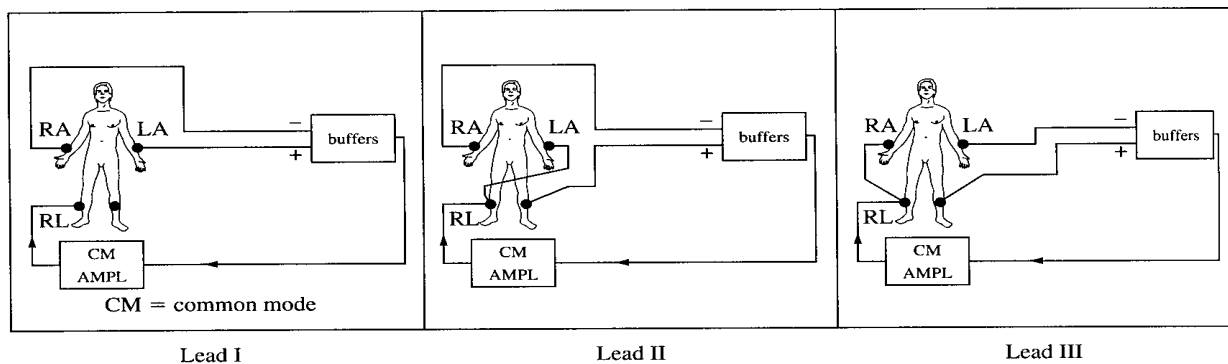 RA
LA
−
+
buffers
RL
CM
AMPL
CM = common mode
Lead I
RA
LA
−
+
buffers
RL
CM
AMPL
Lead II
RA
LA
−
+
buffers
RL
CM
AMPL
Lead III